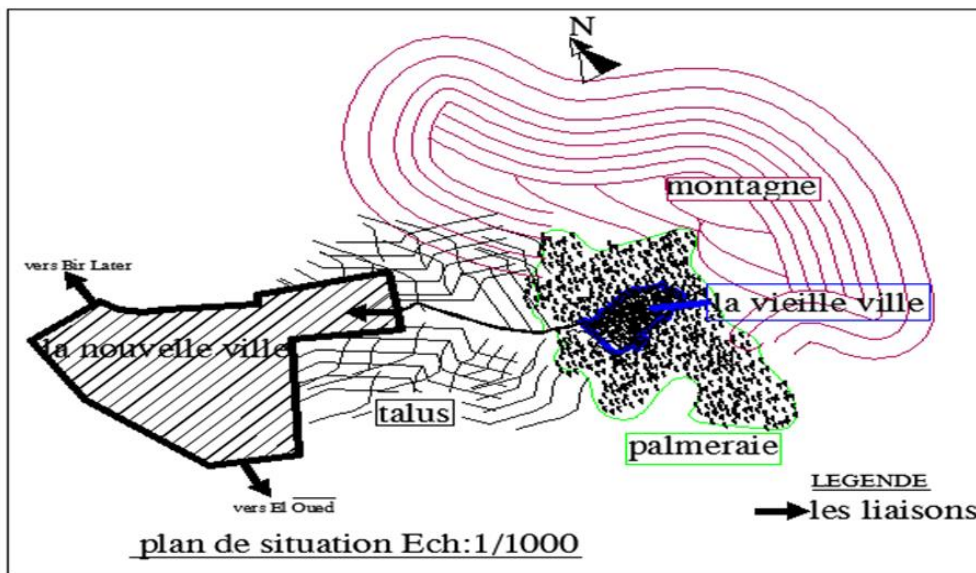 N
montagne
vers Bir Later
la vieille ville
la nouvelle ville
talus
palmeraie
LEGENDE
vers El Oued
les liaisons
plan de situation Ech:1/1000